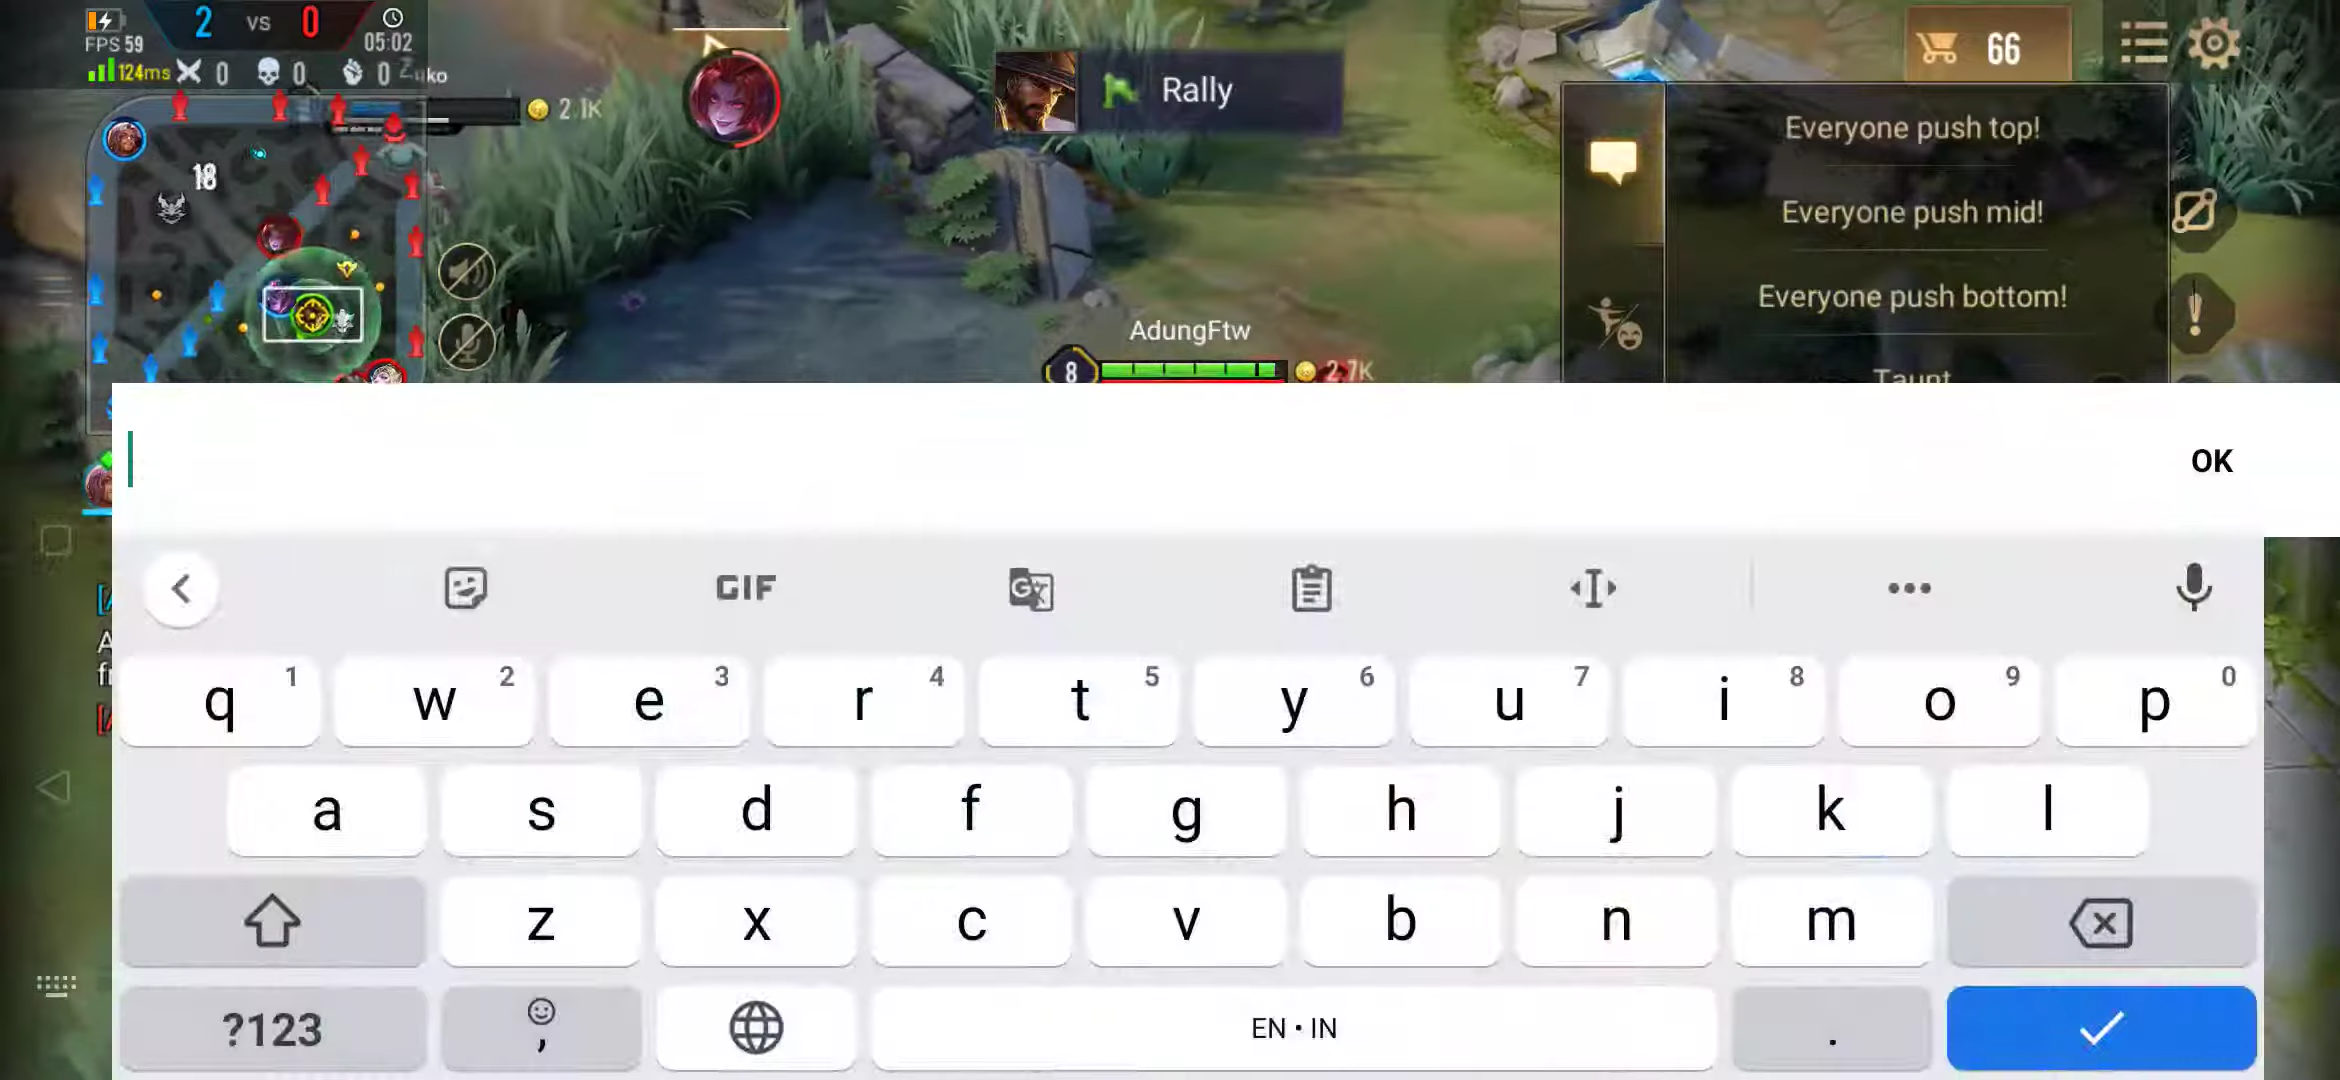 2 vs 0
FPS 59
05:02
124ms 0 0 0 Zuko
2.1K
Rally
66
Everyone push top!
Everyone push mid!
Everyone push bottom!
Taunt
18
AdungFtw
8
2.7K
OK
GIF
q 1 w 2 e 3 r 4 t 5 y 6 u 7 i 8 o 9 p 0
a s d f g h j k l
z x c v b n m
?123 , EN • IN .